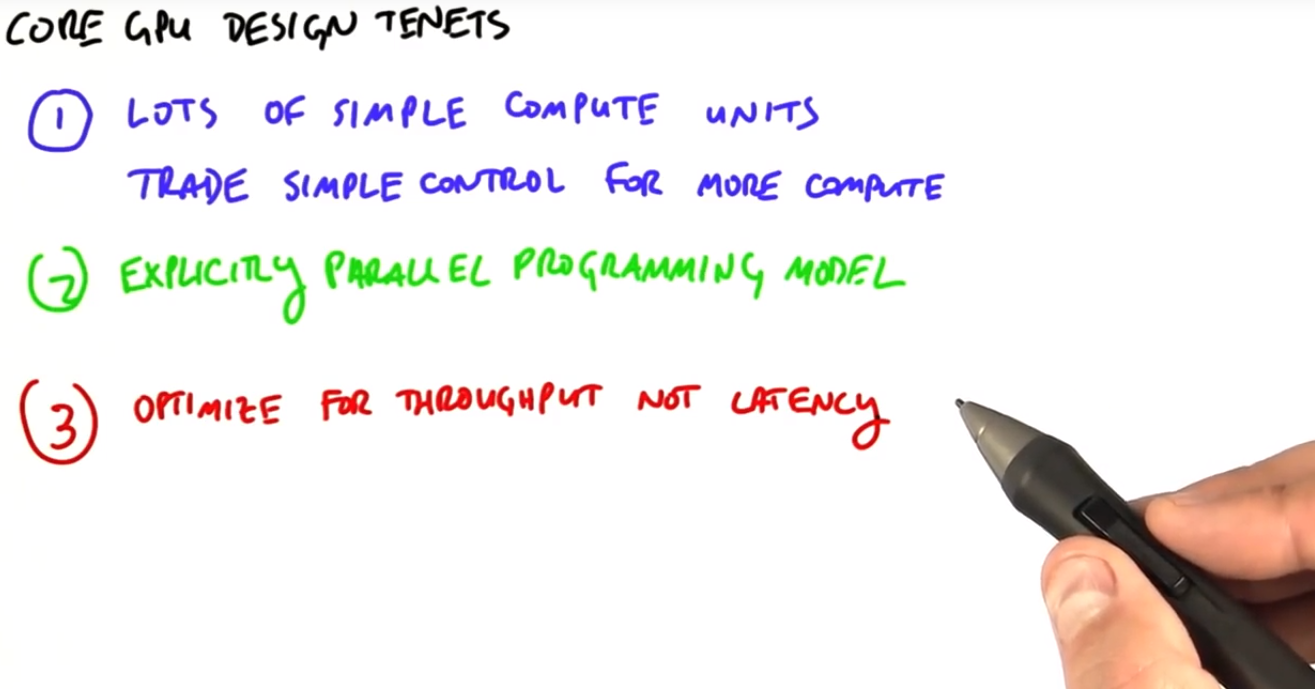 CORE GPU DESIGN TENETS
1 LOTS OF SIMPLE COMPUTE UNITS
TRADE SIMPLE CONTROL FOR MORE COMPUTE
2 EXPLICITLY PARALLEL PROGRAMMING MODEL
3 OPTIMIZE FOR THROUGHPUT NOT LATENCY